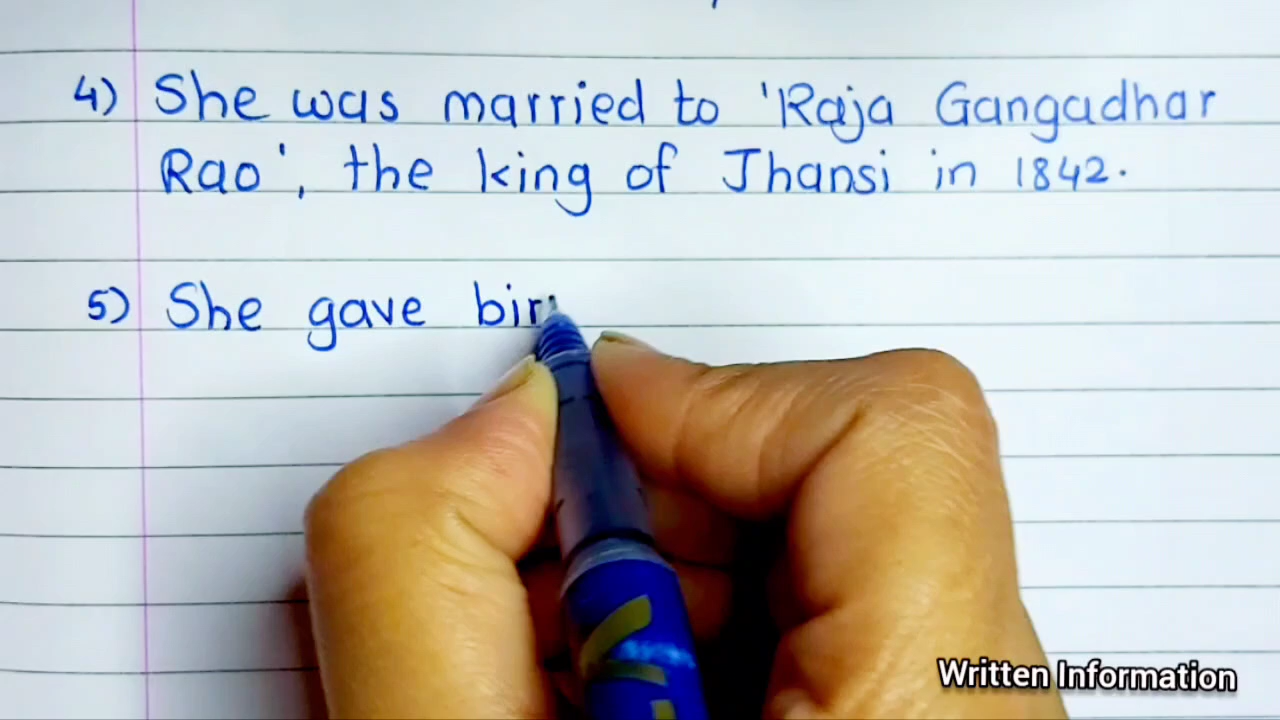 4) She was married to 'Raja Gangadhar
Rao', the king of Jhansi in 1842.
5) She gave bir
Written Information